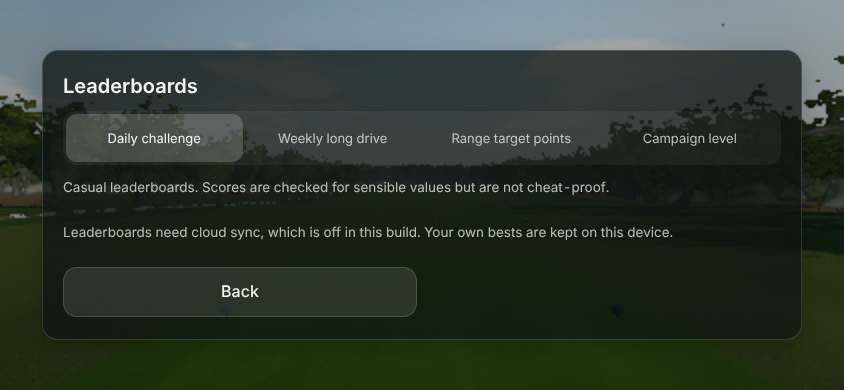 Leaderboards
Daily challenge
Weekly long drive
Range target points
Campaign level
Casual leaderboards. Scores are checked for sensible values but are not cheat-proof.
Leaderboards need cloud sync, which is off in this build. Your own bests are kept on this device.
Back